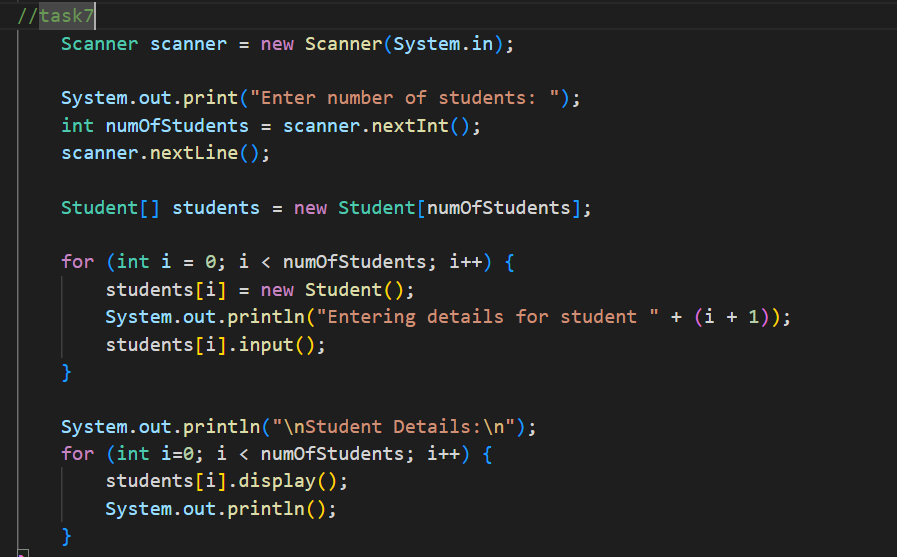 //task7
Scanner scanner = new Scanner(System.in);
System.out.print("Enter number of students: ");
int numOfStudents = scanner.nextInt();
scanner.nextLine();
Student[] students = new Student[numOfStudents];
for (int i = 0; i < numOfStudents; i++) {
students[i] = new Student();
System.out.println("Entering details for student " + (i + 1));
students[i].input();
}
System.out.println("\nStudent Details:\n");
for (int i=0; i < numOfStudents; i++) {
students[i].display();
System.out.println();
}